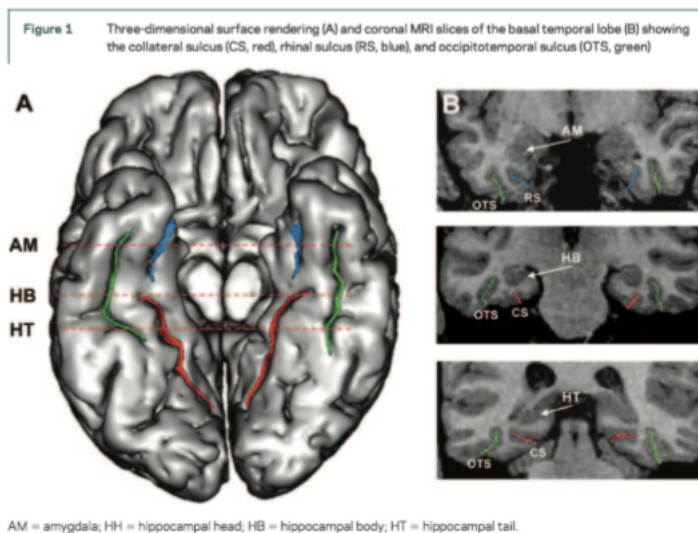 Figure 1 Three-dimensional surface rendering (A) and coronal MRI slices of the basal temporal lobe (B) showing
the collateral sulcus (CS, red), rhinal sulcus (RS, blue), and occipitotemporal sulcus (OTS, green)
A
AM
HB
HT
B
AM
OTS
RS
HB
OTS
CS
HT
OTS
CS
AM = amygdala; HH = hippocampal head; HB = hippocampal body; HT = hippocampal tail.